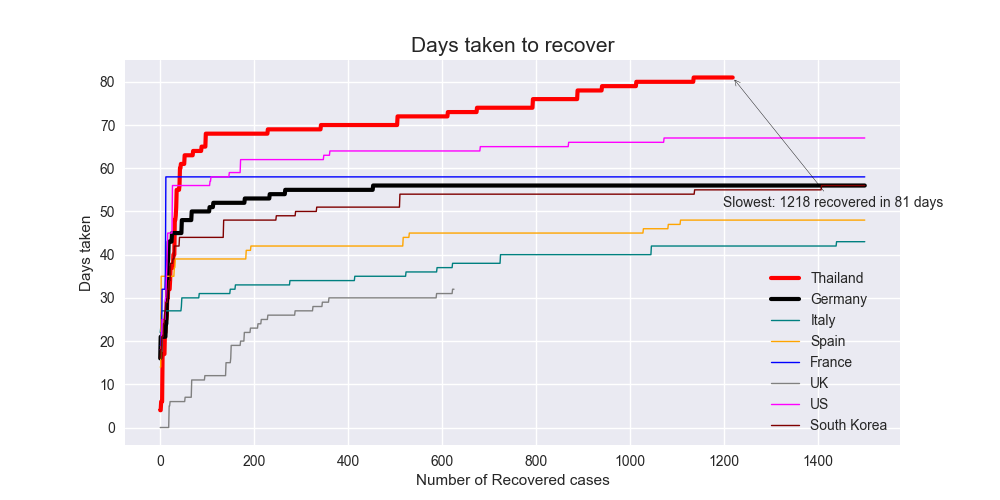 Days taken to recover
Days taken
80
70
60
50
40
30
20
10
0
Slowest: 1218 recovered in 81 days
Thailand
Germany
Italy
Spain
France
UK
US
South Korea
0 200 400 600 800 1000 1200 1400
Number of Recovered cases